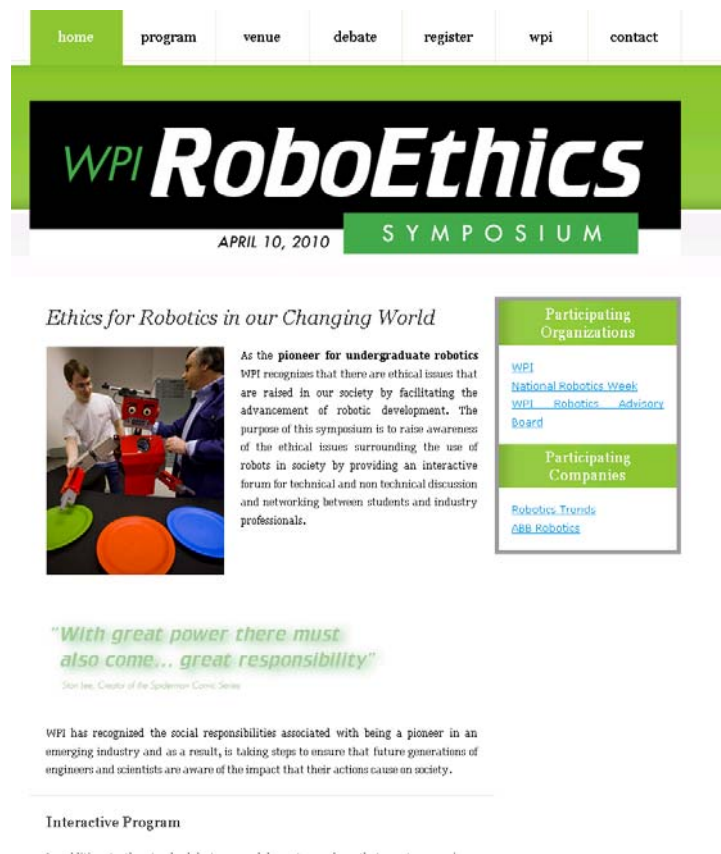 home program venue debate register wpi contact
WPI RoboEthics
SYMPOSIUM
APRIL 10, 2010
Ethics for Robotics in our Changing World
As the pioneer for undergraduate robotics
WPI recognizes that there are ethical issues that
are raised in our society by facilitating the
advancement of robotic development. The
purpose of this symposium is to raise awareness
of the ethical issues surrounding the use of
robots in society by providing an interactive
forum for technical and non technical discussion
and networking between students and industry
professionals.
Participating
Organizations
WPI
National Robotics Week
WPI Robotics Advisory
Board
Participating
Companies
Robotics Trends
ABB Robotics
"With great power there must
also come... great responsibility"
Stan Lee, Creator of the Spiderman Comic Series
WPI has recognized the social responsibilities associated with being a pioneer in an
emerging industry and as a result, is taking steps to ensure that future generations of
engineers and scientists are aware of the impact that their actions cause on society.
Interactive Program